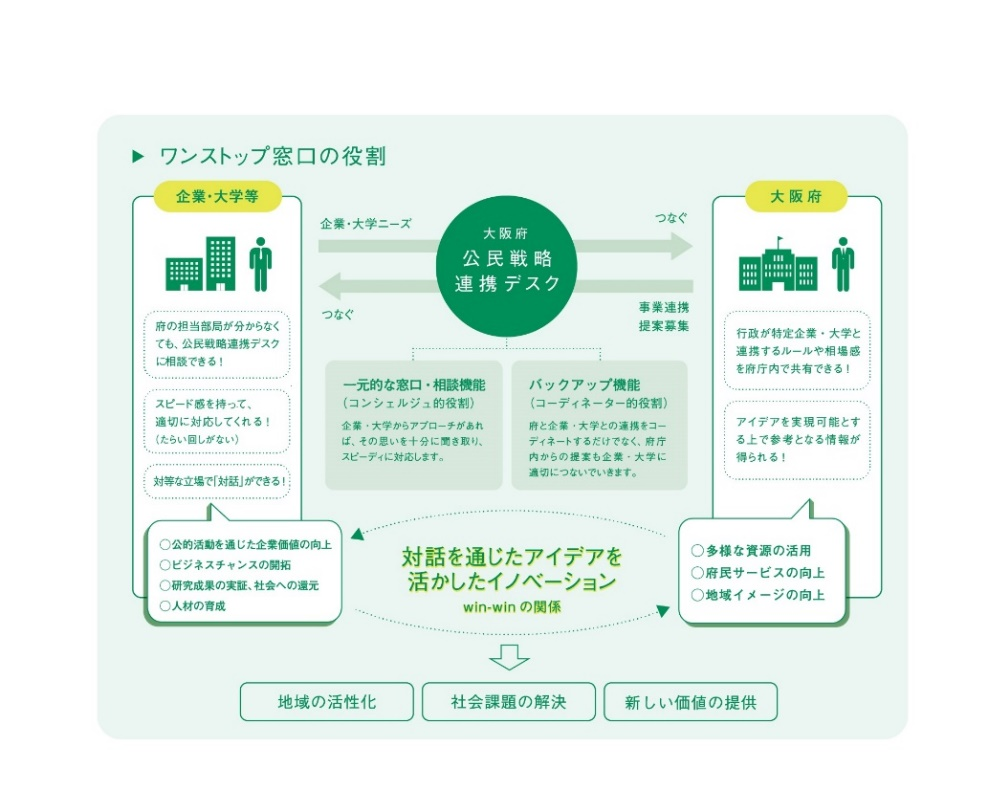 ▶ ワンストップ窓口の役割
企業・大学等
府の担当部局が分からなく
ても、公民戦略連携デスク
に相談できる！
スピード感を持って、
適切に対応してくれる！
（たらい回しがない）
対等な立場で「対話」ができる！
○公的活動を通じた企業価値の向上
○ビジネスチャンスの開拓
○研究成果の実証、社会への還元
○人材の育成
企業・大学ニーズ
つなぐ
大阪府
公民戦略
連携デスク
つなぐ
事業連携
提案募集
一元的な窓口・相談機能
（コンシェルジュ的役割）
企業・大学からアプローチがあれ
ば、その思いを十分に聞き取り、
スピーディに対応します。
バックアップ機能
（コーディネーター的役割）
府と企業・大学との連携をコー
ディネートするだけでなく、府庁
内からの提案も企業・大学に
適切につないでいきます。
大阪府
行政が特定企業・大学と
連携するルールや相場感
を府庁内で共有できる！
アイデアを実現可能とす
る上で参考となる情報が
得られる！
○多様な資源の活用
○府民サービスの向上
○地域イメージの向上
対話を通じたアイデアを
活かしたイノベーション
win-win の関係
地域の活性化
社会課題の解決
新しい価値の提供